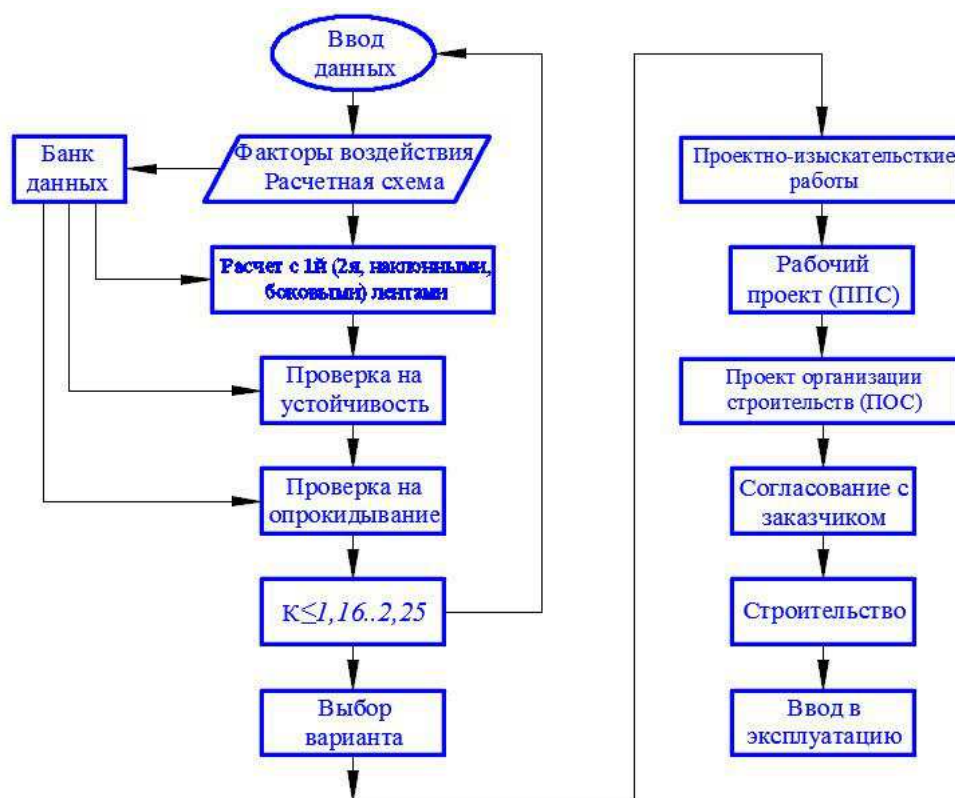 Ввод
данных
Банк
данных
Факторы воздействия
Расчетная схема
Расчет с 1й (2я, наклонными,
боковыми) лентами
Проверка на
устойчивость
Проверка на
опрокидывание
К≤1,16..2,25
Выбор
варианта
Проектно-изыскательсткие
работы
Рабочий
проект (ППС)
Проект организации
строительств (ПОС)
Согласование с
заказчиком
Строительство
Ввод в
эксплуатацию